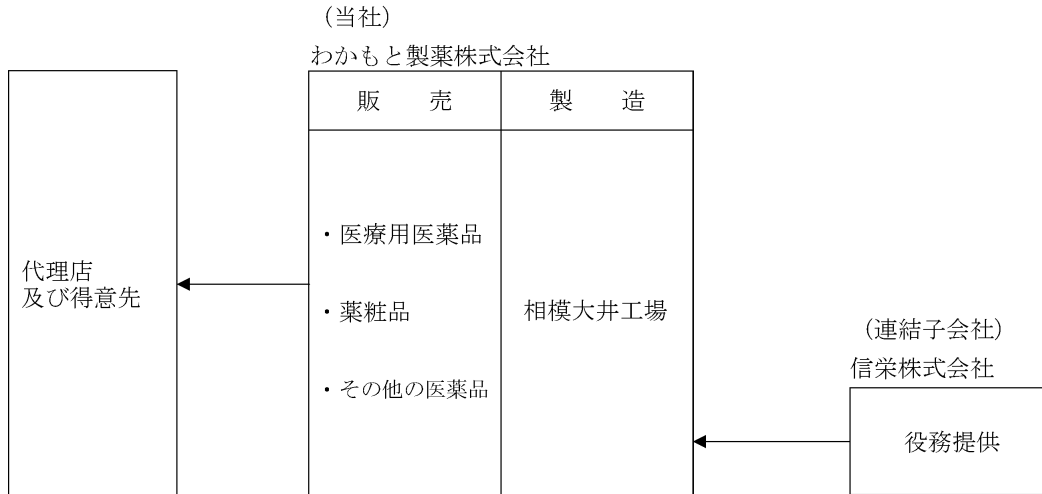 （当社）
わかもと製薬株式会社
販　　売
製　　造
・医療用医薬品
・薬粧品
・その他の医薬品
相模大井工場
代理店
及び得意先
（連結子会社）
信栄株式会社
役務提供